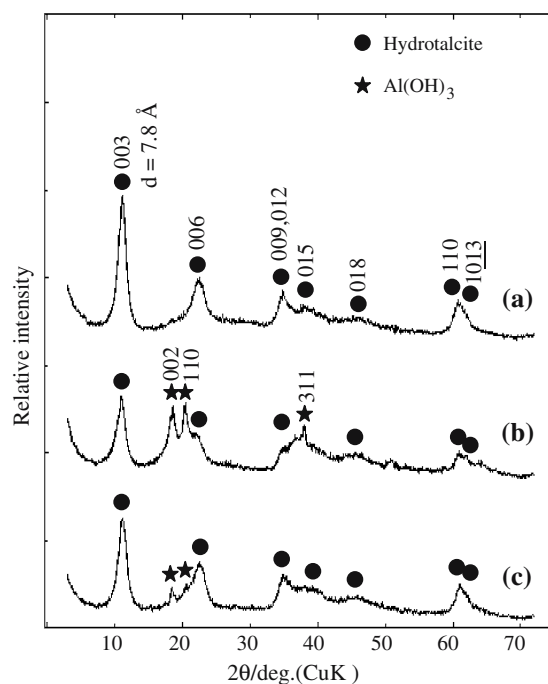 Hydrotalcite
Al(OH)3
003
d = 7.8 Å
006
009,012
015
018
110
1013
(a)
002
110
311
(b)
(c)
Relative intensity
10 20 30 40 50 60 70
2θ/deg.(CuK )